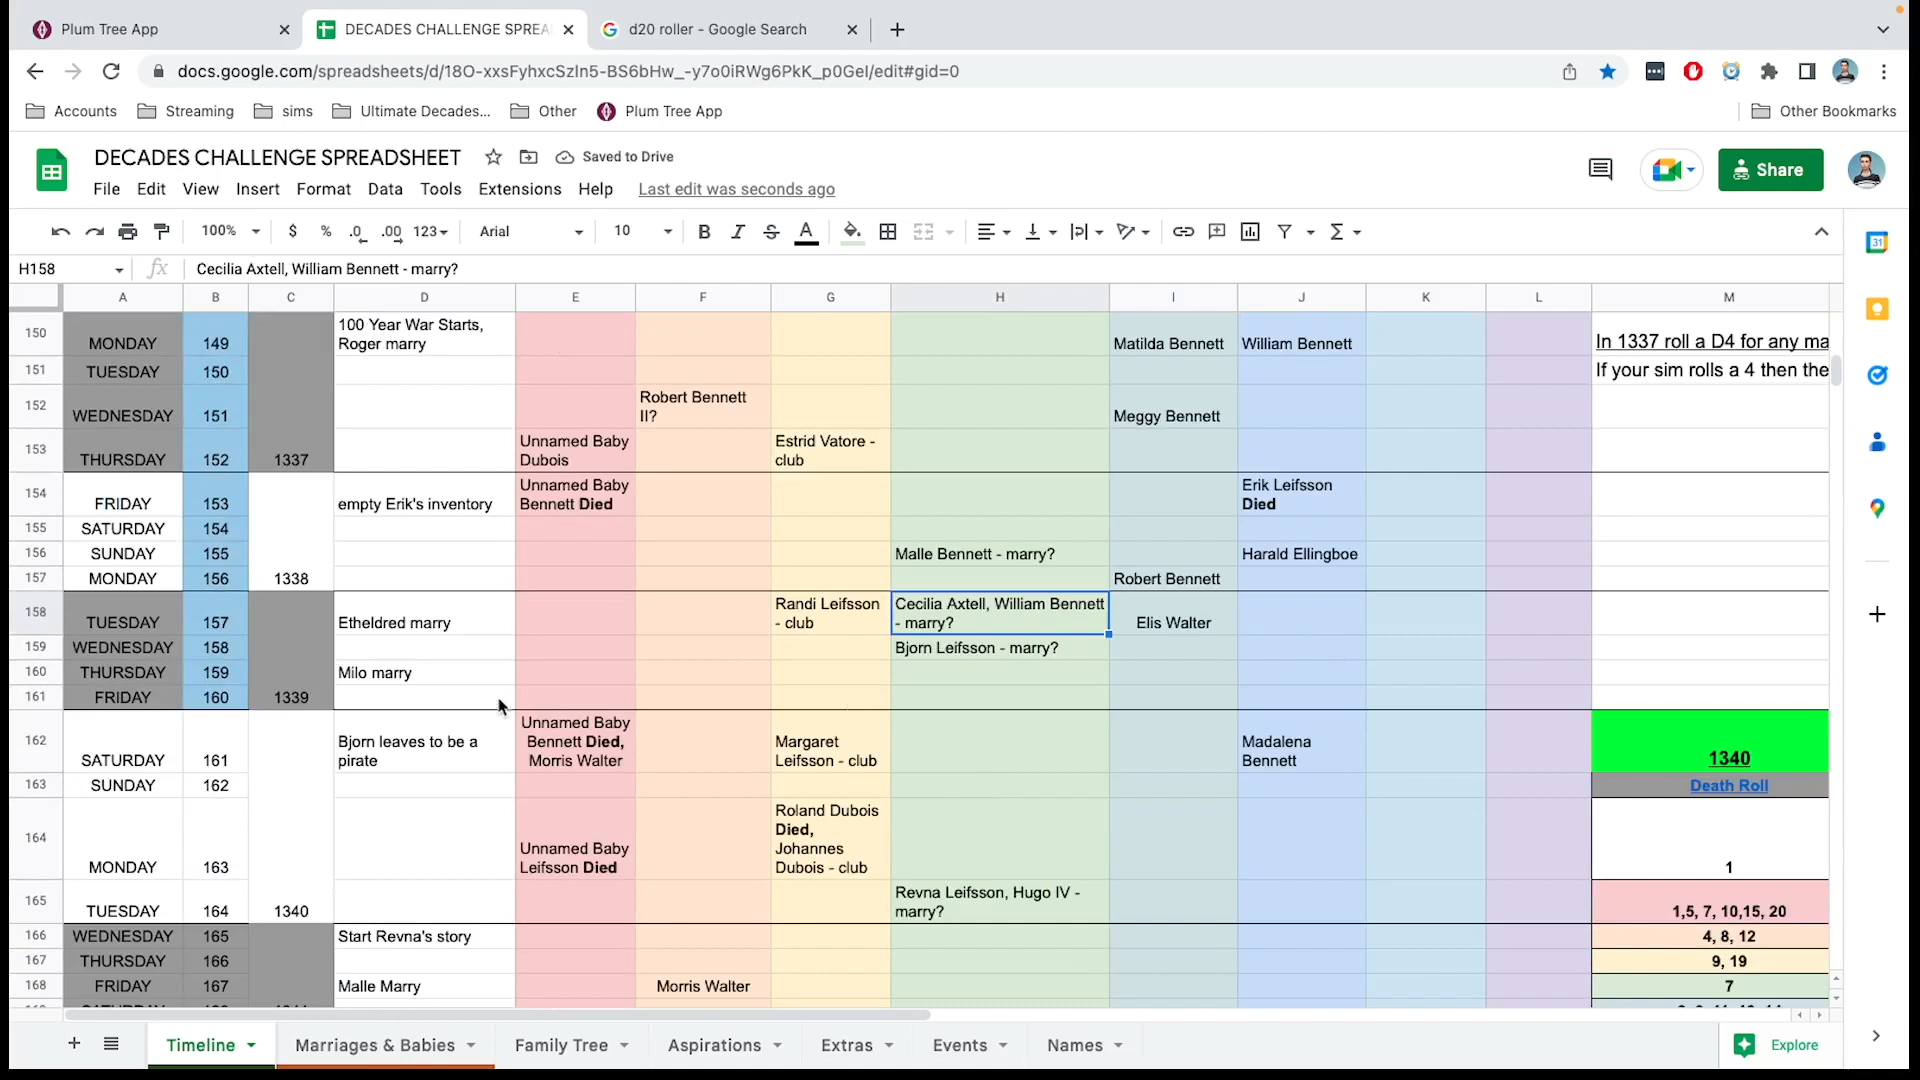 Plum Tree App
DECADES CHALLENGE SPREA
d20 roller - Google Search
docs.google.com/spreadsheets/d/18O-xxsFyhxcSzIn5-BS6bHw_-y7o0iRWg6PkK_p0GeI/edit#gid=0
Accounts
Streaming
sims
Ultimate Decades...
Other
Plum Tree App
Other Bookmarks
DECADES CHALLENGE SPREADSHEET
Saved to Drive
File Edit View Insert Format Data Tools Extensions Help Last edit was seconds ago
Share
100% $ % .0 .00 123 Arial 10 B I S A
H158 fx Cecilia Axtell, William Bennett - marry?
A B C D E F G H I J K L M
150 MONDAY 149
100 Year War Starts,
Roger marry
Matilda Bennett
William Bennett
In 1337 roll a D4 for any ma
151 TUESDAY 150
If your sim rolls a 4 then the
152 WEDNESDAY 151
Robert Bennett
II?
Meggy Bennett
153 THURSDAY 152 1337
Unnamed Baby
Dubois
Estrid Vatore -
club
154 FRIDAY 153
empty Erik's inventory
Unnamed Baby
Bennett Died
Erik Leifsson
Died
155 SATURDAY 154
156 SUNDAY 155
Malle Bennett - marry?
Harald Ellingboe
157 MONDAY 156 1338
Robert Bennett
158 TUESDAY 157
Etheldred marry
Randi Leifsson
- club
Cecilia Axtell, William Bennett
- marry?
Elis Walter
159 WEDNESDAY 158
Bjorn Leifsson - marry?
160 THURSDAY 159
Milo marry
161 FRIDAY 160 1339
162 SATURDAY 161
Bjorn leaves to be a
pirate
Unnamed Baby
Bennett Died,
Morris Walter
Margaret
Leifsson - club
Madalena
Bennett
1340
163 SUNDAY 162
Death Roll
164 MONDAY 163
Unnamed Baby
Leifsson Died
Roland Dubois
Died,
Johannes
Dubois - club
1
165 TUESDAY 164 1340
Revna Leifsson, Hugo IV -
marry?
1,5, 7, 10,15, 20
166 WEDNESDAY 165
Start Revna's story
4, 8, 12
167 THURSDAY 166
9, 19
168 FRIDAY 167
Malle Marry
Morris Walter
7
Timeline
Marriages & Babies
Family Tree
Aspirations
Extras
Events
Names
Explore